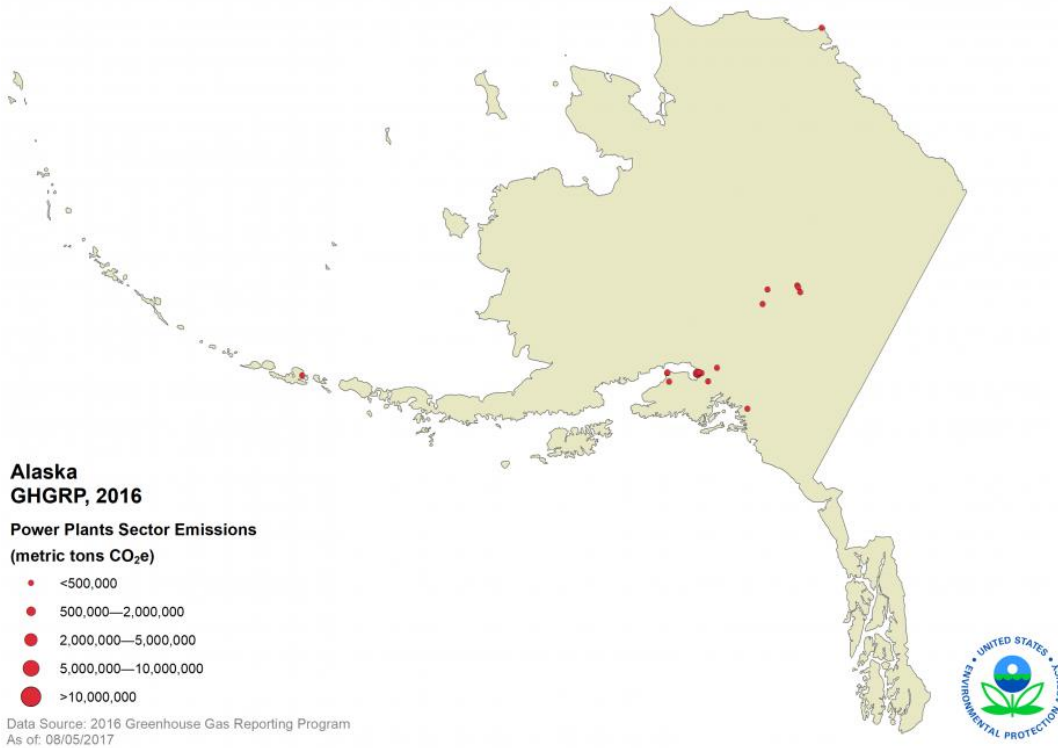 Alaska
GHGRP, 2016
Power Plants Sector Emissions
(metric tons CO₂e)
<500,000
500,000—2,000,000
2,000,000—5,000,000
5,000,000—10,000,000
>10,000,000
Data Source: 2016 Greenhouse Gas Reporting Program
As of: 08/05/2017
UNITED STATES
ENVIRONMENTAL PROTECTION